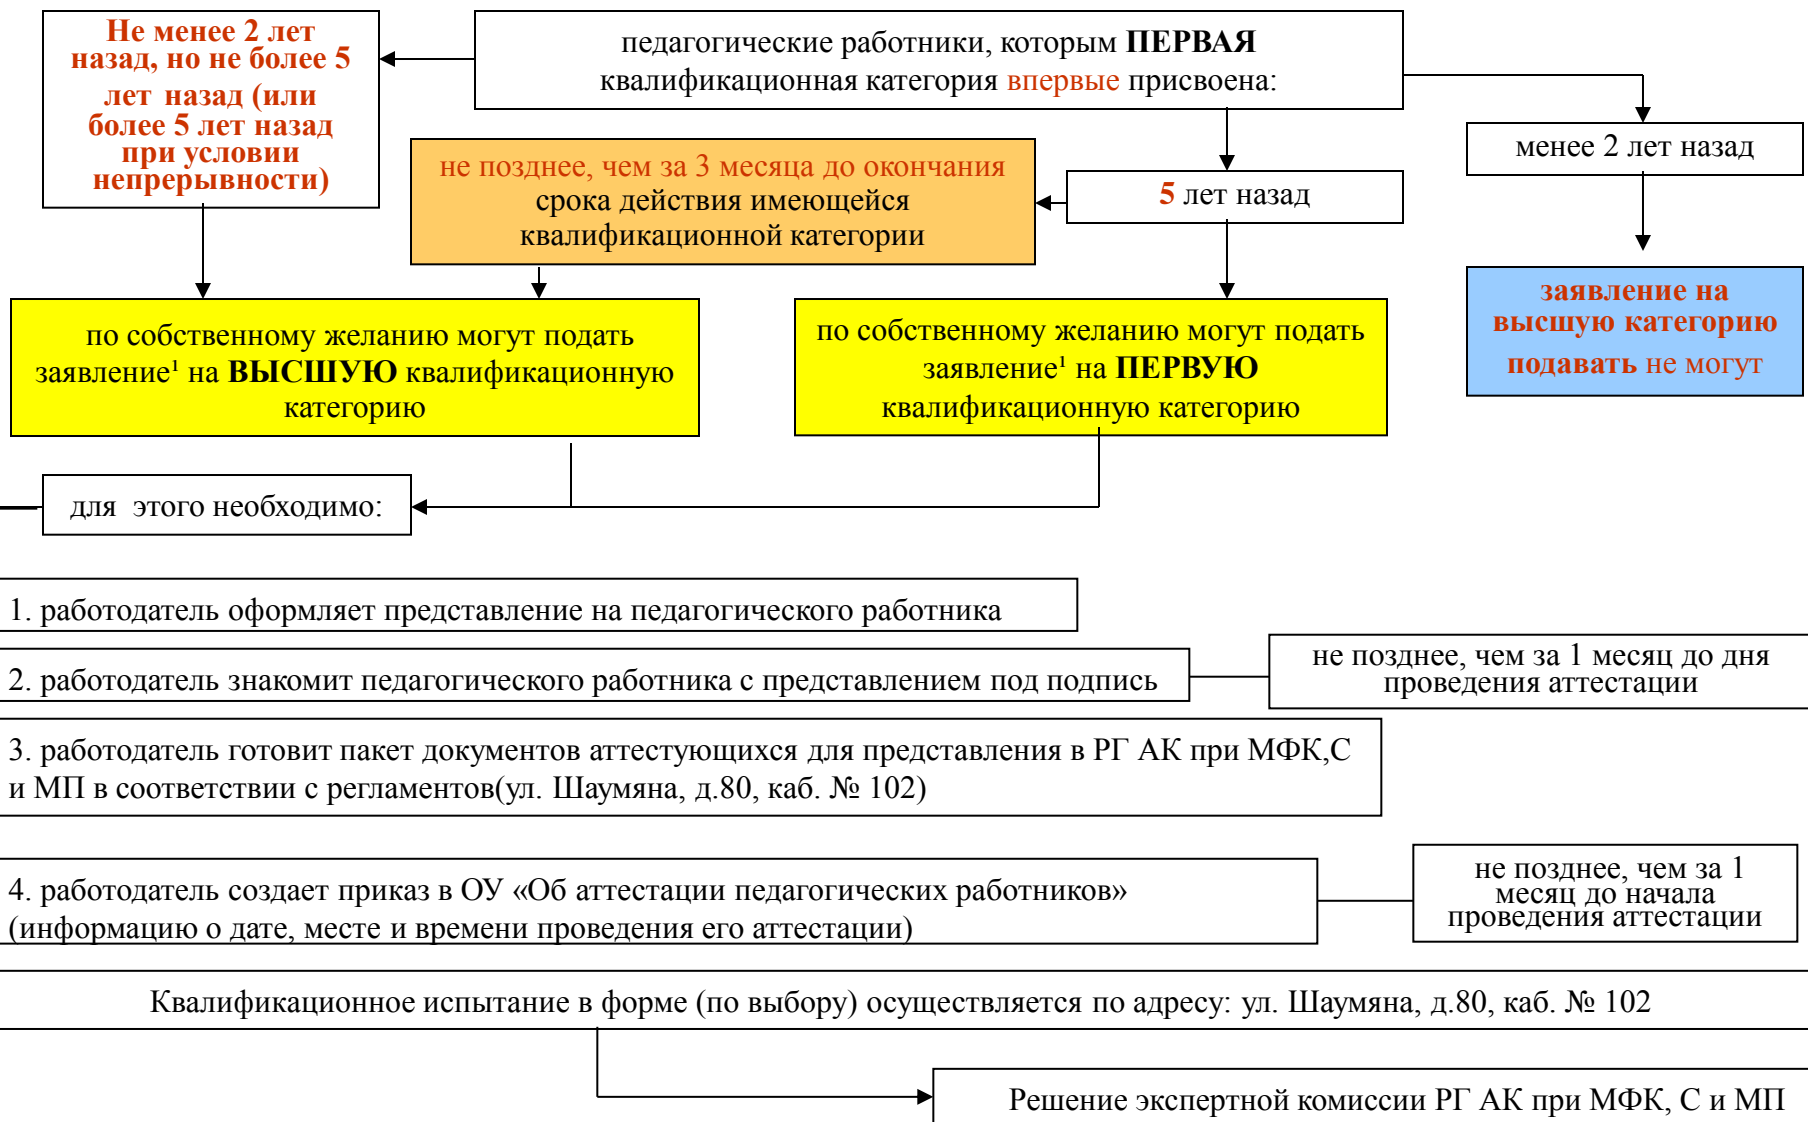 Не менее 2 лет
назад, но не более 5
лет назад (или
более 5 лет назад
при условии
непрерывности)
педагогические работники, которым ПЕРВАЯ
квалификационная категория впервые присвоена:
не позднее, чем за 3 месяца до окончания
срока действия имеющейся
квалификационной категории
5 лет назад
менее 2 лет назад
по собственному желанию могут подать
заявление¹ на ВЫСШУЮ квалификационную
категорию
по собственному желанию могут подать
заявление¹ на ПЕРВУЮ
квалификационную категорию
заявление на
высшую категорию
подавать не могут
для этого необходимо:
1. работодатель оформляет представление на педагогического работника
2. работодатель знакомит педагогического работника с представлением под подпись
не позднее, чем за 1 месяц до дня
проведения аттестации
3. работодатель готовит пакет документов аттестующихся для представления в РГ АК при МФК,С
и МП в соответствии с регламентов(ул. Шаумяна, д.80, каб. № 102)
4. работодатель создает приказ в ОУ «Об аттестации педагогических работников»
(информацию о дате, месте и времени проведения его аттестации)
не позднее, чем за 1
месяц до начала
проведения аттестации
Квалификационное испытание в форме (по выбору) осуществляется по адресу: ул. Шаумяна, д.80, каб. № 102
Решение экспертной комиссии РГ АК при МФК, С и МП